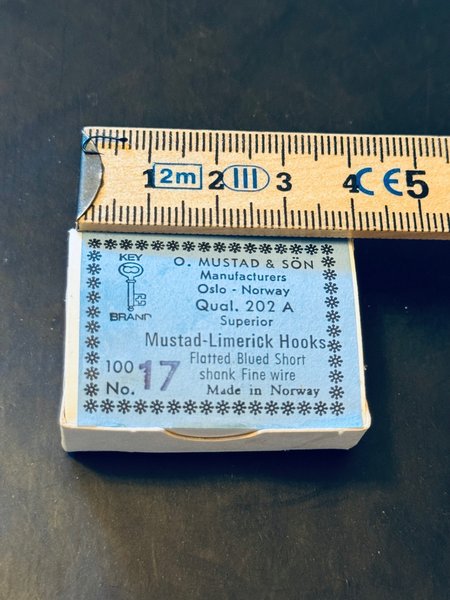 1 2m 2 III 3 4 CE 5
KEY
BRAND
O. MUSTAD & SÖN
Manufacturers
Oslo - Norway
Qual. 202 A
Superior
Mustad-Limerick Hooks
Flatted Blued Short
shank Fine wire
100
No. 17
Made in Norway